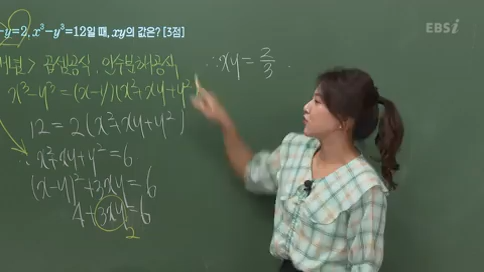 -y=2, x³-y³=12일 때, xy의 값은? [3점]
EBSi
> 곱셈공식, 인수분해공식
x³-y³=(x-y)(x²+xy+y²)
12=2(x²+xy+y²)
x²+xy+y²=6
(x-y)²+3xy=6
4+3xy=6
2
∴xy=2/3.